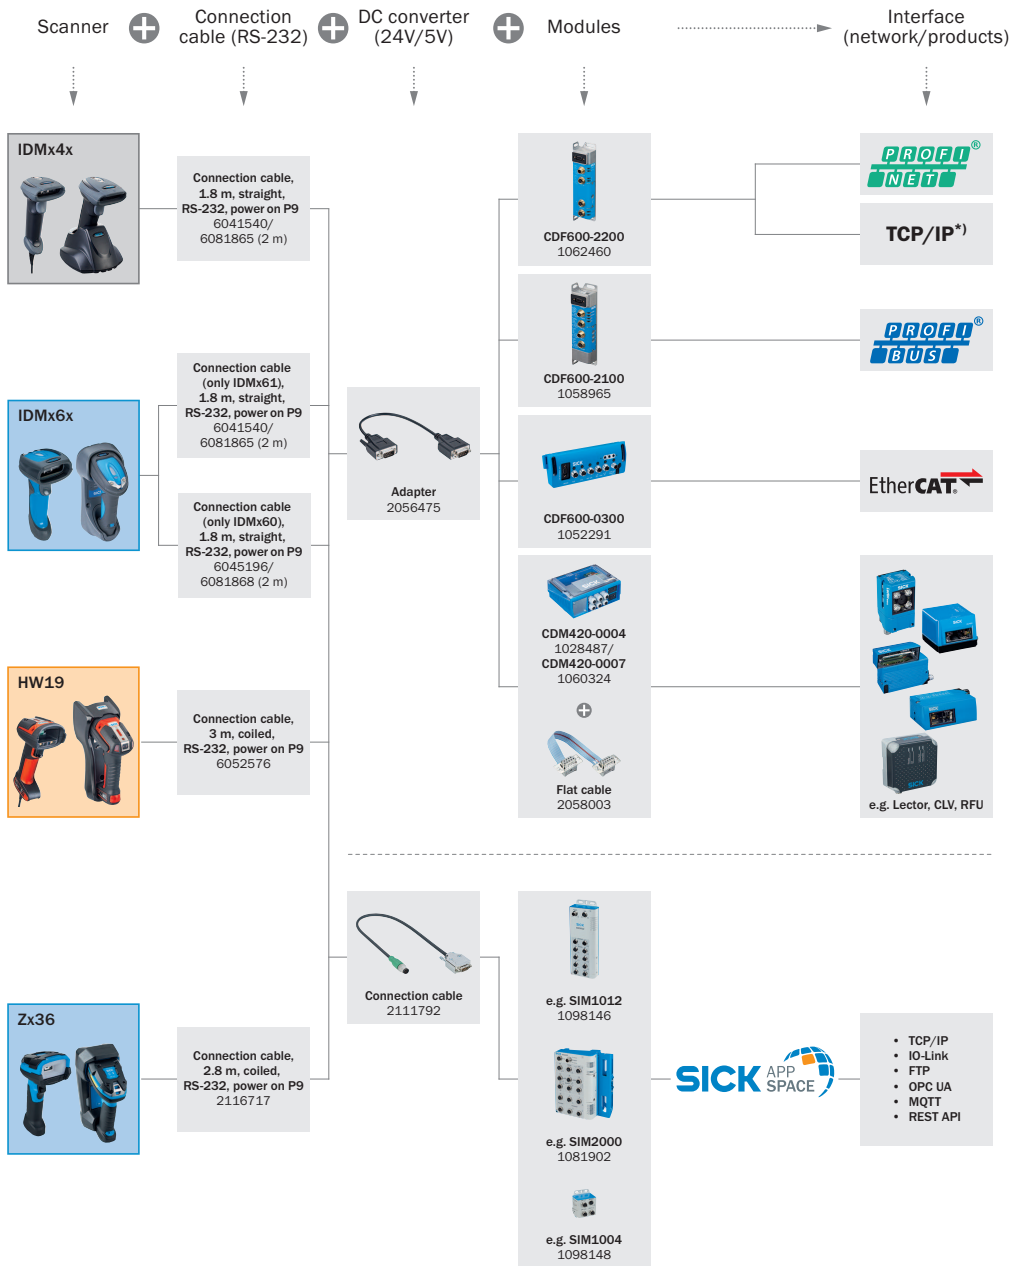 Scanner
Connection
cable (RS-232)
DC converter
(24V/5V)
Modules
Interface
(network/products)
IDMx4x
Connection cable,
1.8 m, straight,
RS-232, power on P9
6041540/
6081865 (2 m)
CDF600-2200
1062460
PROFI®
NET
TCP/IP*)
IDMx6x
Connection cable
(only IDMx61),
1.8 m, straight,
RS-232, power on P9
6041540/
6081865 (2 m)
Connection cable
(only IDMx60),
1.8 m, straight,
RS-232, power on P9
6045196/
6081868 (2 m)
Adapter
2056475
CDF600-2100
1058965
PROFI®
BUS
SICK
CDF600-0300
1052291
EtherCAT®
SICK
CDM420-0004
1028487/
CDM420-0007
1060324
Flat cable
2058003
SICK
SICK
SICK
e.g. Lector, CLV, RFU
HW19
Connection cable,
3 m, coiled,
RS-232, power on P9
6052576
Zx36
Connection cable,
2.8 m, coiled,
RS-232, power on P9
2116717
Connection cable
2111792
SICK
e.g. SIM1012
1098146
e.g. SIM2000
1081902
e.g. SIM1004
1098148
SICK APP
SPACE
• TCP/IP
• IO-Link
• FTP
• OPC UA
• MQTT
• REST API